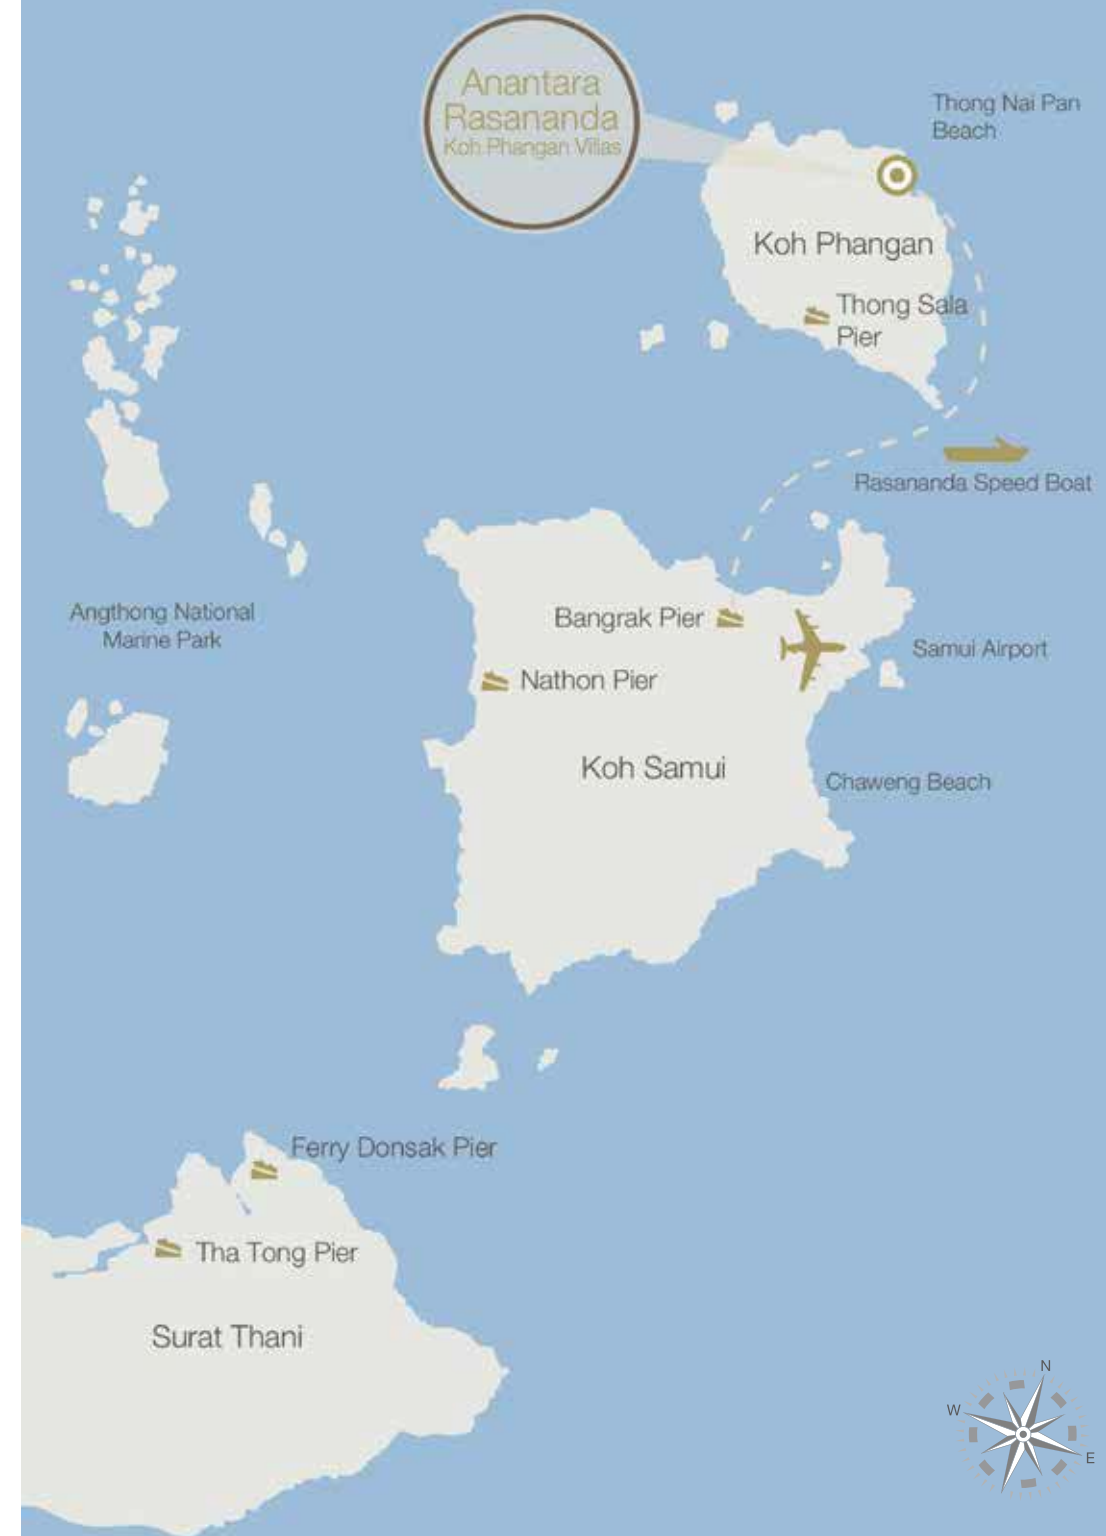 Anantara
Rasananda
Koh Phangan Villas
Thong Nai Pan
Beach
Koh Phangan
Thong Sala
Pier
Rasananda Speed Boat
Angthong National
Marine Park
Bangrak Pier
Samui Airport
Nathon Pier
Koh Samui
Chaweng Beach
Ferry Donsak Pier
Tha Tong Pier
Surat Thani
N
W
E